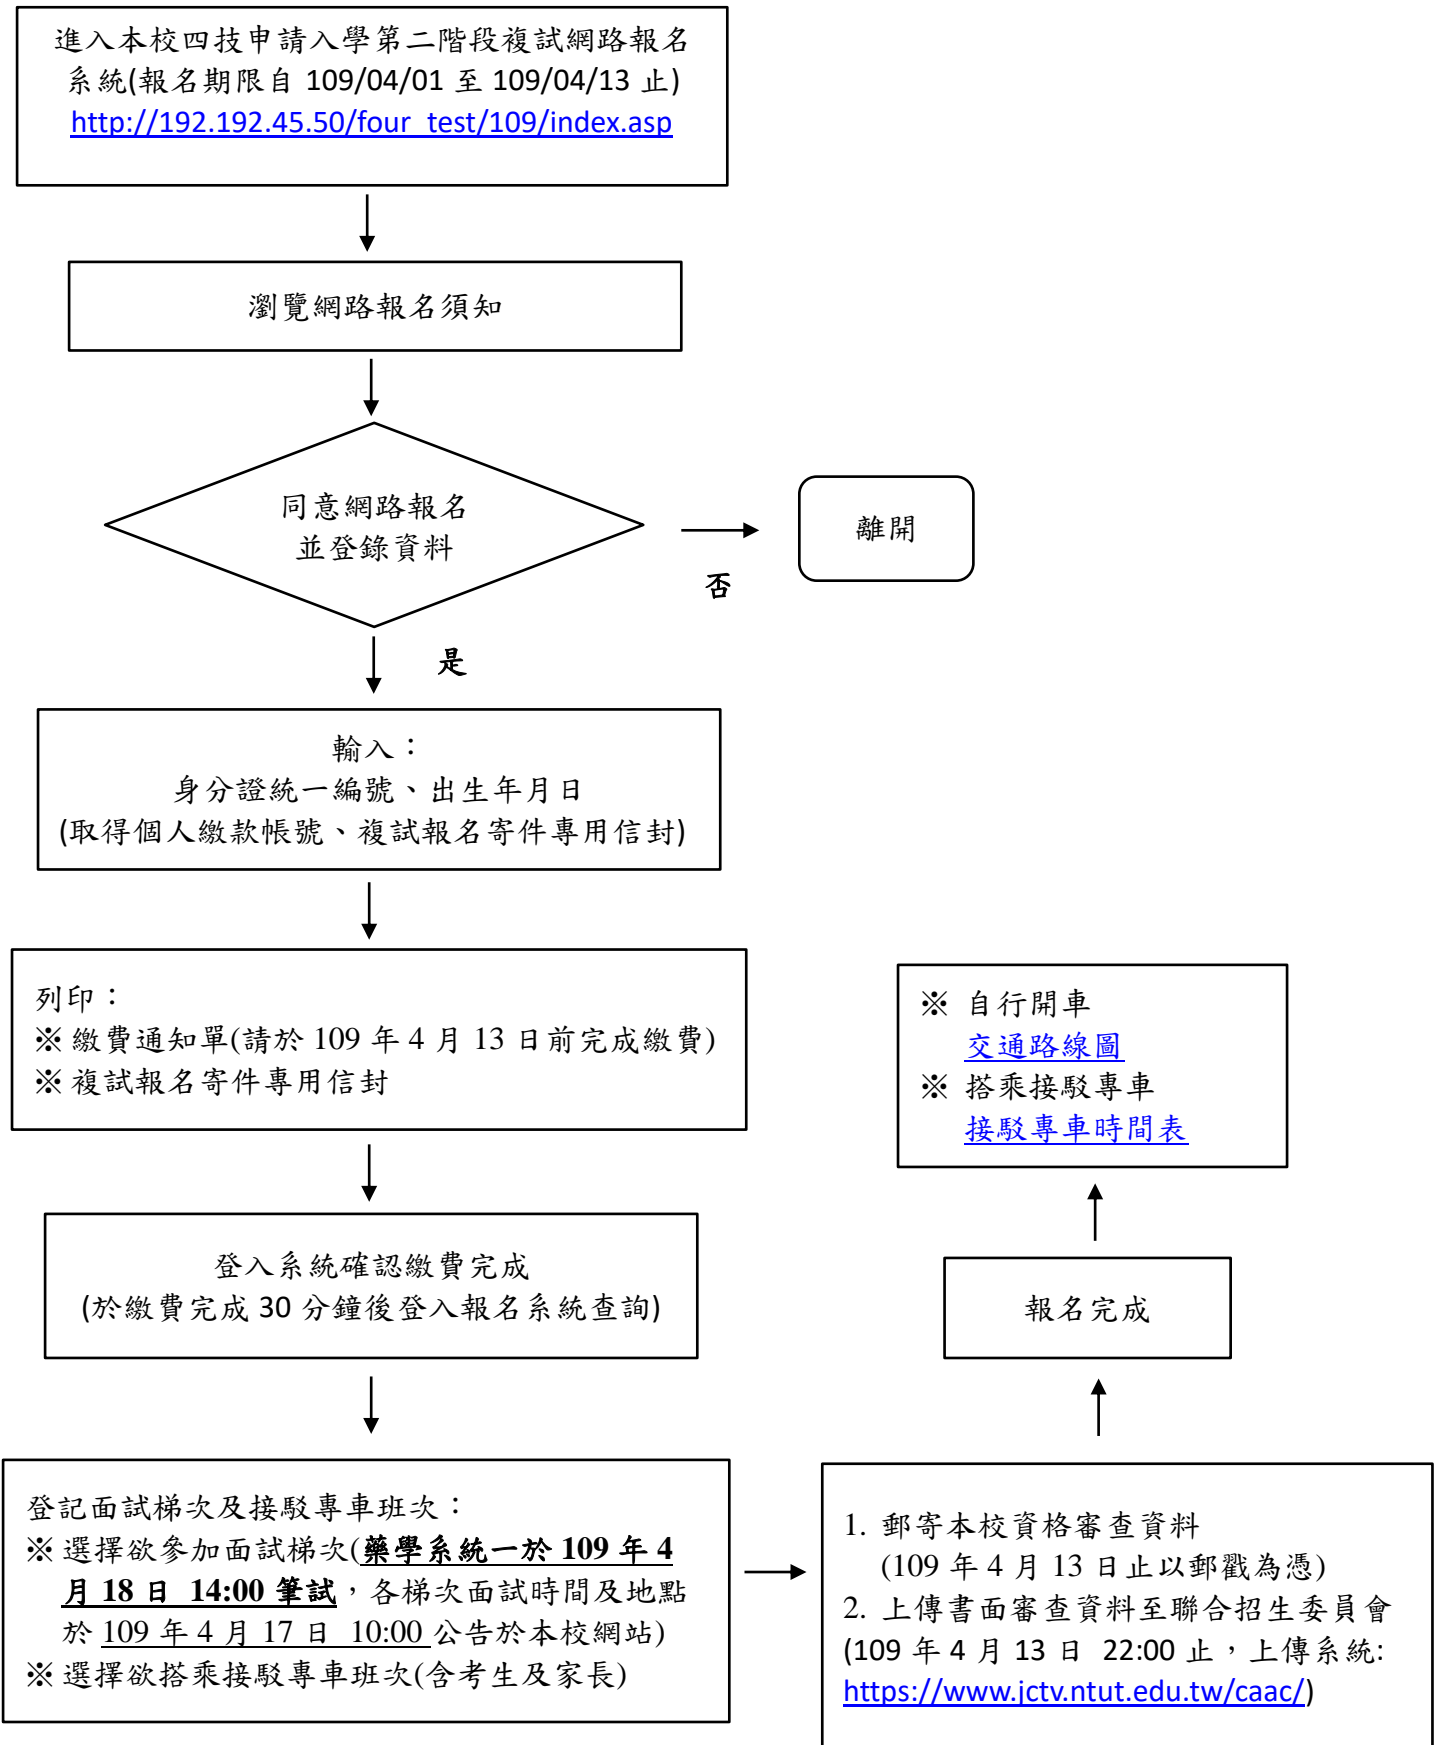 進入本校四技申請入學第二階段複試網路報名
系統(報名期限自 109/04/01 至 109/04/13 止)
http://192.192.45.50/four_test/109/index.asp
瀏覽網路報名須知
同意網路報名
並登錄資料
否
離開
是
輸入：
身分證統一編號、出生年月日
(取得個人繳款帳號、複試報名寄件專用信封)
列印：
※繳費通知單(請於 109 年 4 月 13 日前完成繳費)
※複試報名寄件專用信封
登入系統確認繳費完成
(於繳費完成 30 分鐘後登入報名系統查詢)
登記面試梯次及接駁專車班次：
※選擇欲參加面試梯次(藥學系統一於 109 年 4
月 18 日 14:00 筆試，各梯次面試時間及地點
於 109 年 4 月 17 日 10:00 公告於本校網站)
※選擇欲搭乘接駁專車班次(含考生及家長)
1. 郵寄本校資格審查資料
(109 年 4 月 13 日止以郵戳為憑)
2. 上傳書面審查資料至聯合招生委員會
(109 年 4 月 13 日 22:00 止，上傳系統:
https://www.jctv.ntut.edu.tw/caac/)
報名完成
※ 自行開車
交通路線圖
※ 搭乘接駁專車
接駁專車時間表